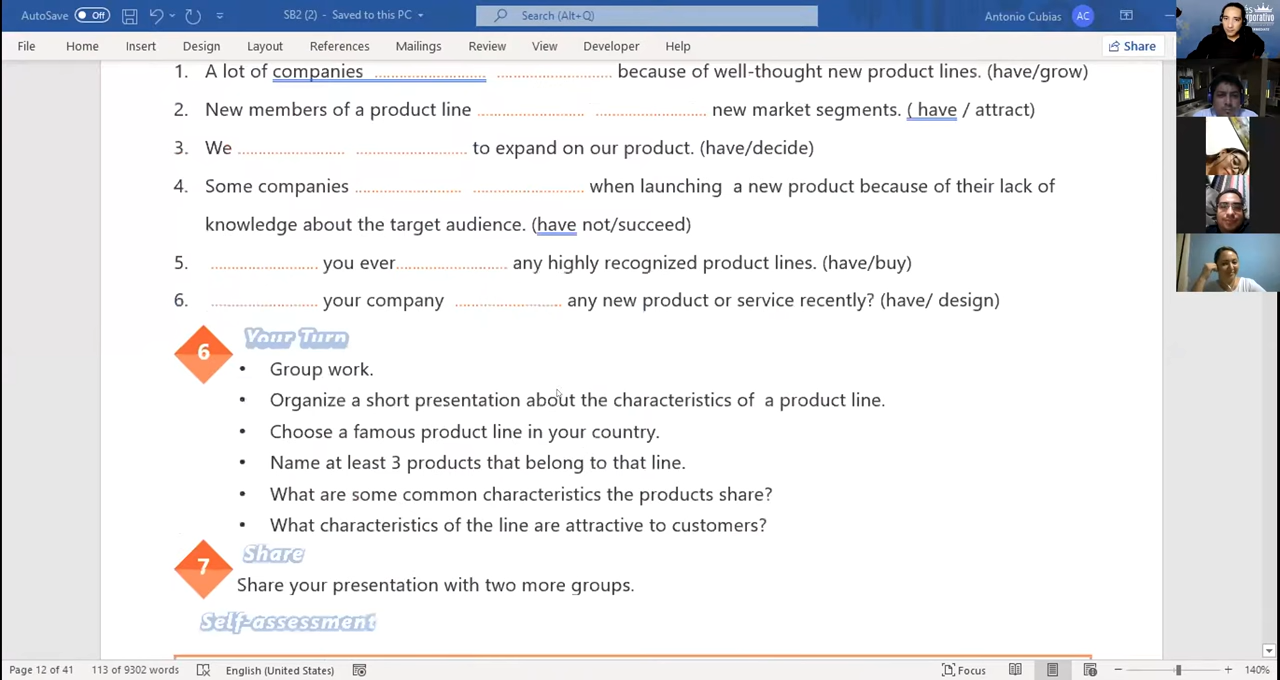 AutoSave Off SB2 (2) - Saved to this PC Search (Alt+Q) Antonio Cubias AC
File Home Insert Design Layout References Mailings Review View Developer Help Share
1. A lot of companies ........................ ........................ because of well-thought new product lines. (have/grow)
2. New members of a product line ........................ ........................ new market segments. ( have / attract)
3. We ........................ ........................ to expand on our product. (have/decide)
4. Some companies ........................ ........................ when launching a new product because of their lack of
knowledge about the target audience. (have not/succeed)
5. ........................ you ever........................ any highly recognized product lines. (have/buy)
6. ........................ your company ........................ any new product or service recently? (have/ design)
6 Your Turn
• Group work.
• Organize a short presentation about the characteristics of a product line.
• Choose a famous product line in your country.
• Name at least 3 products that belong to that line.
• What are some common characteristics the products share?
• What characteristics of the line are attractive to customers?
7 Share
Share your presentation with two more groups.
Self-assessment
Page 12 of 41 113 of 9302 words English (United States) Focus 140%